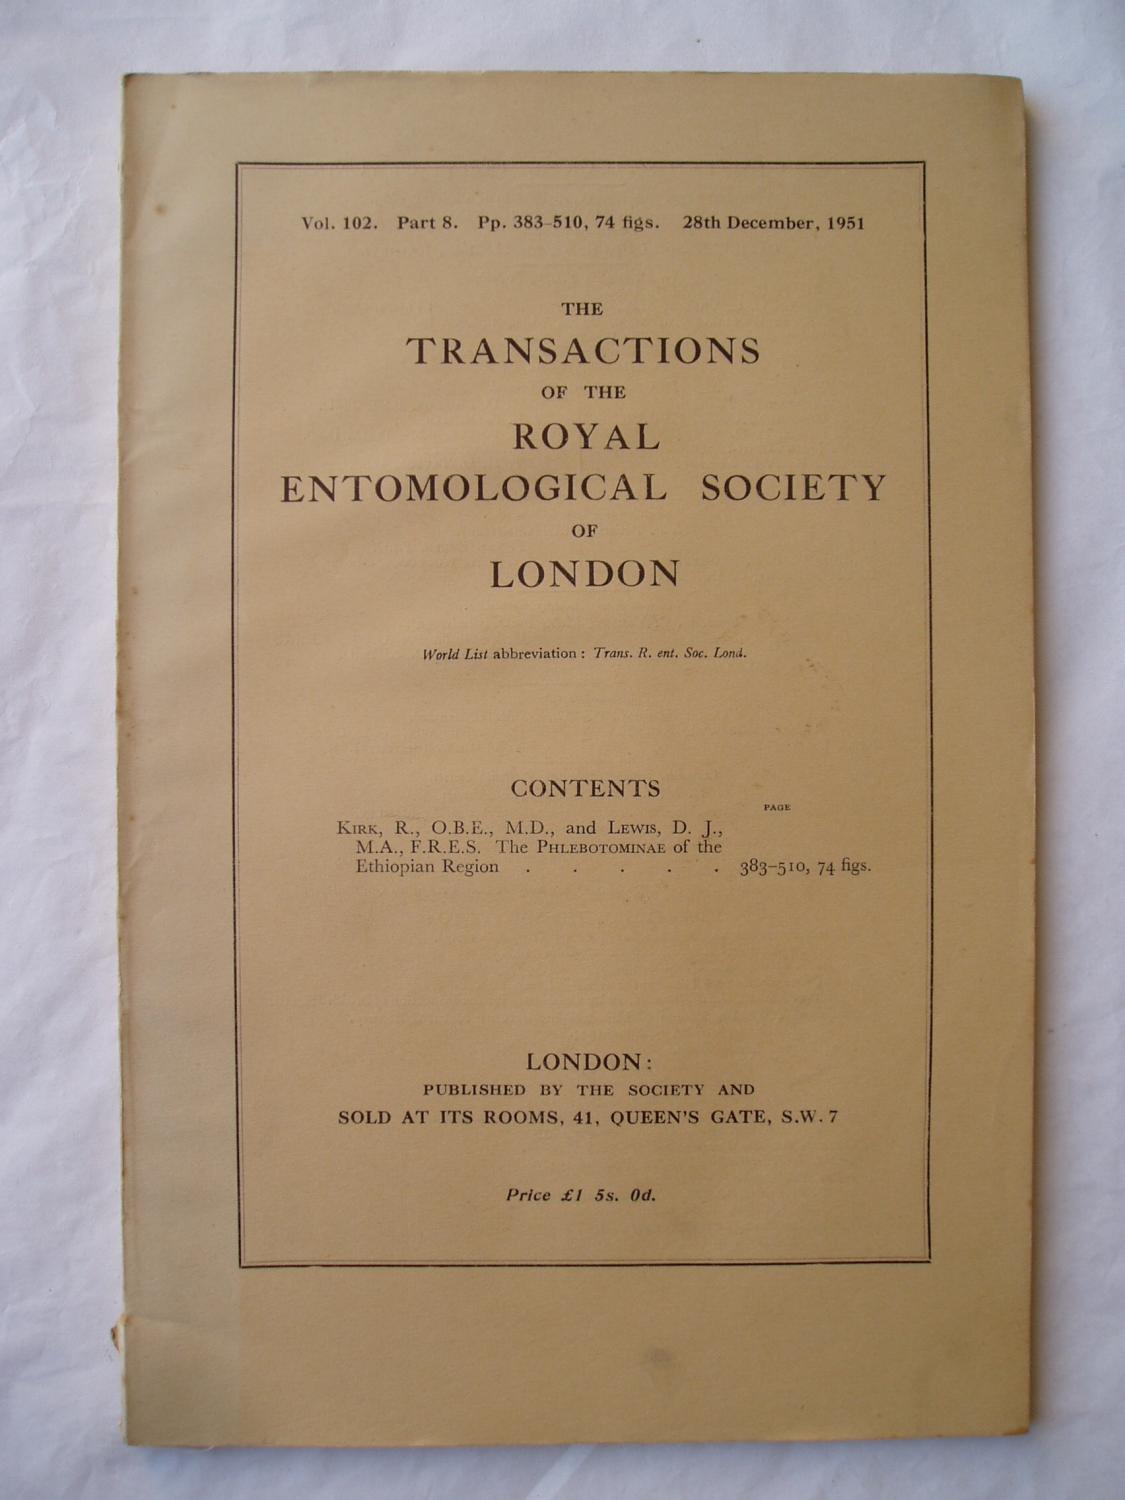 Vol. 102. Part 8. Pp. 383–510, 74 figs. 28th December, 1951
THE
TRANSACTIONS
OF THE
ROYAL
ENTOMOLOGICAL SOCIETY
OF
LONDON
World List abbreviation : Trans. R. ent. Soc. Lond.
CONTENTS
PAGE
KIRK, R., O.B.E., M.D., and LEWIS, D. J.,
M.A., F.R.E.S. The PHLEBOTOMINAE of the
Ethiopian Region . . . . . 383–510, 74 figs.
LONDON:
PUBLISHED BY THE SOCIETY AND
SOLD AT ITS ROOMS, 41, QUEEN'S GATE, S.W. 7
Price £1 5s. 0d.